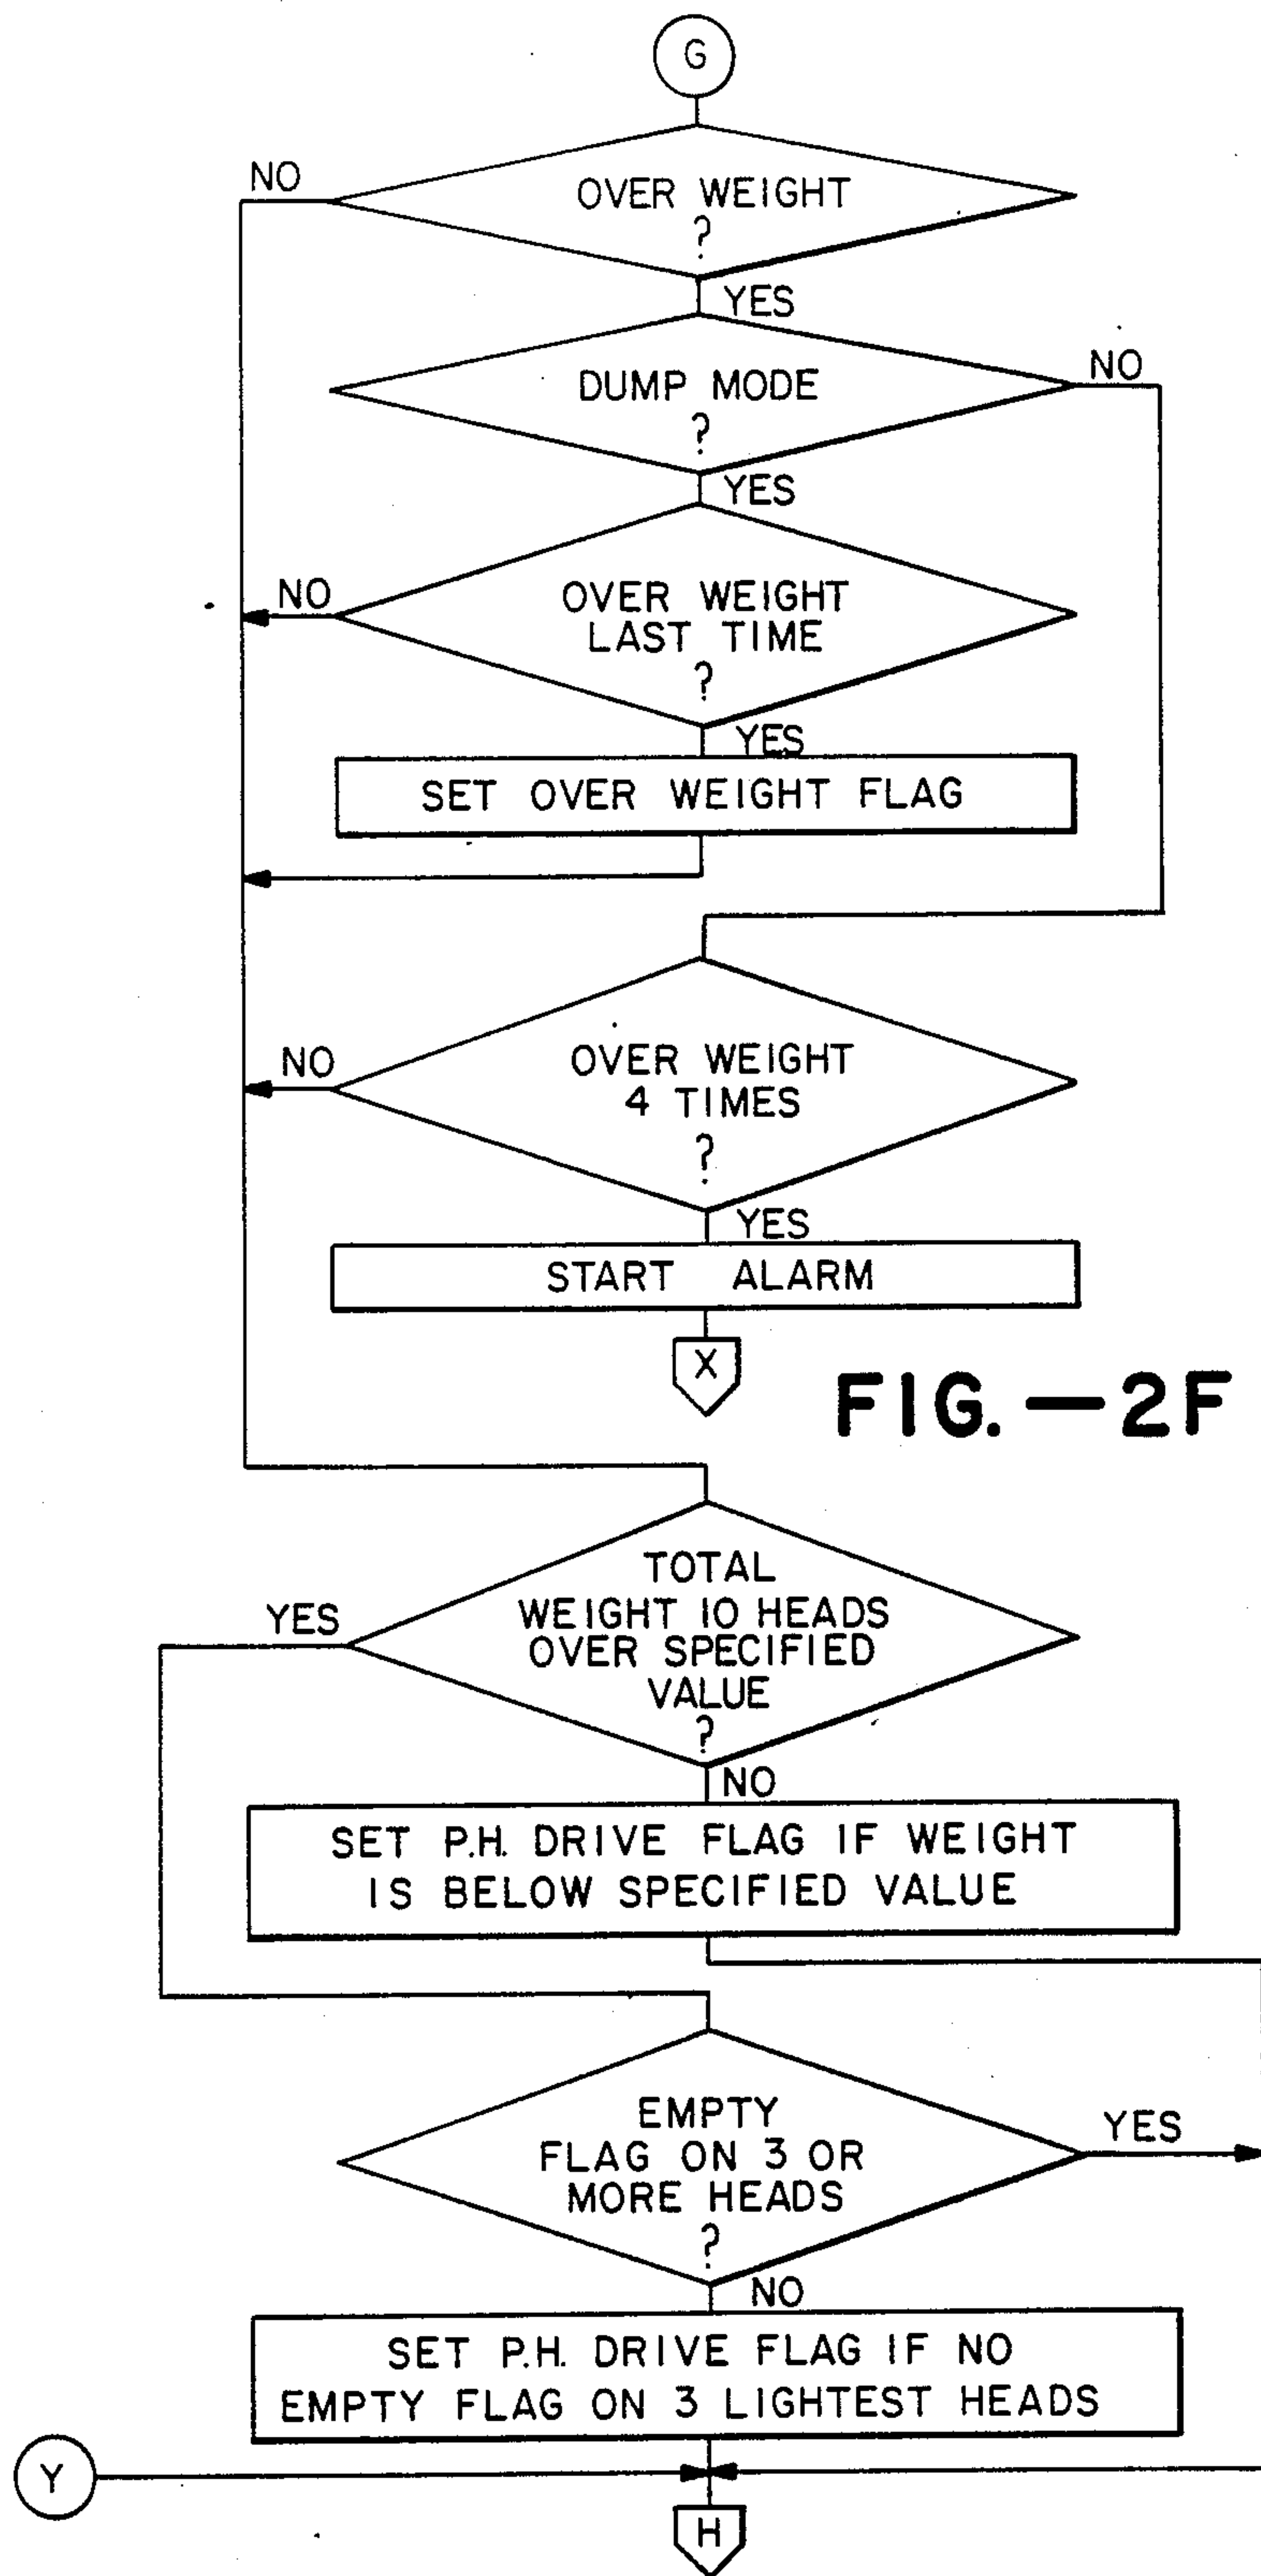 G
NO
OVER WEIGHT
?
YES
DUMP MODE
?
NO
YES
NO
OVER WEIGHT
LAST TIME
?
YES
SET OVER WEIGHT FLAG
NO
OVER WEIGHT
4 TIMES
?
YES
START ALARM
X
FIG. — 2F
TOTAL
WEIGHT 10 HEADS
OVER SPECIFIED
VALUE
?
YES
NO
SET P.H. DRIVE FLAG IF WEIGHT
IS BELOW SPECIFIED VALUE
EMPTY
FLAG ON 3 OR
MORE HEADS
?
YES
NO
SET P.H. DRIVE FLAG IF NO
EMPTY FLAG ON 3 LIGHTEST HEADS
Y
H